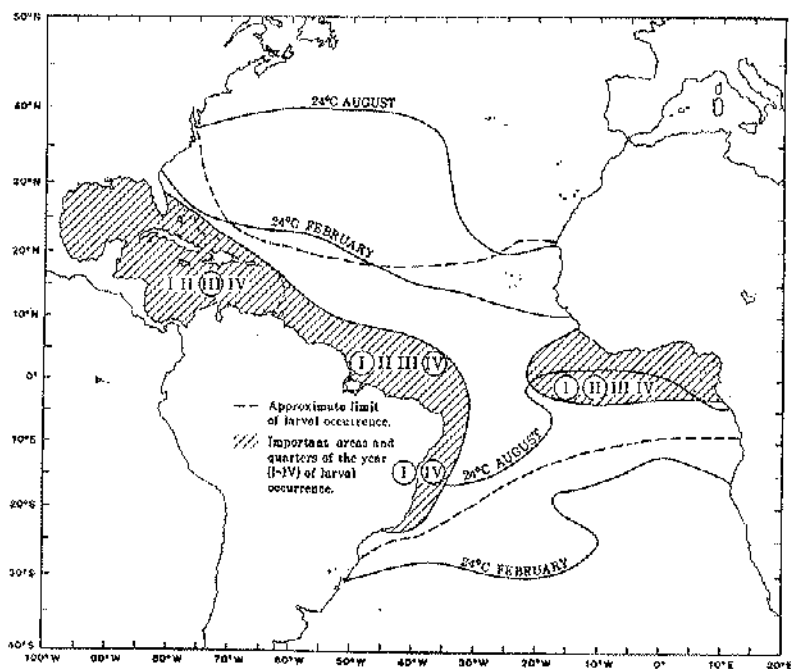 50°N
40°N
30°N
20°N
10°N
0°
10°S
20°S
30°S
40°S
24°C AUGUST
24°C FEBRUARY
I II III IV
I II III IV
I II III IV
I IV
Approximate limit
of larval occurrence.
Important areas and
quarters of the year
(I-IV) of larval
occurrence.
24°C AUGUST
24°C FEBRUARY
100°W 90°W 80°W 70°W 60°W 50°W 40°W 30°W 20°W 10°W 0° 10°E 20°E